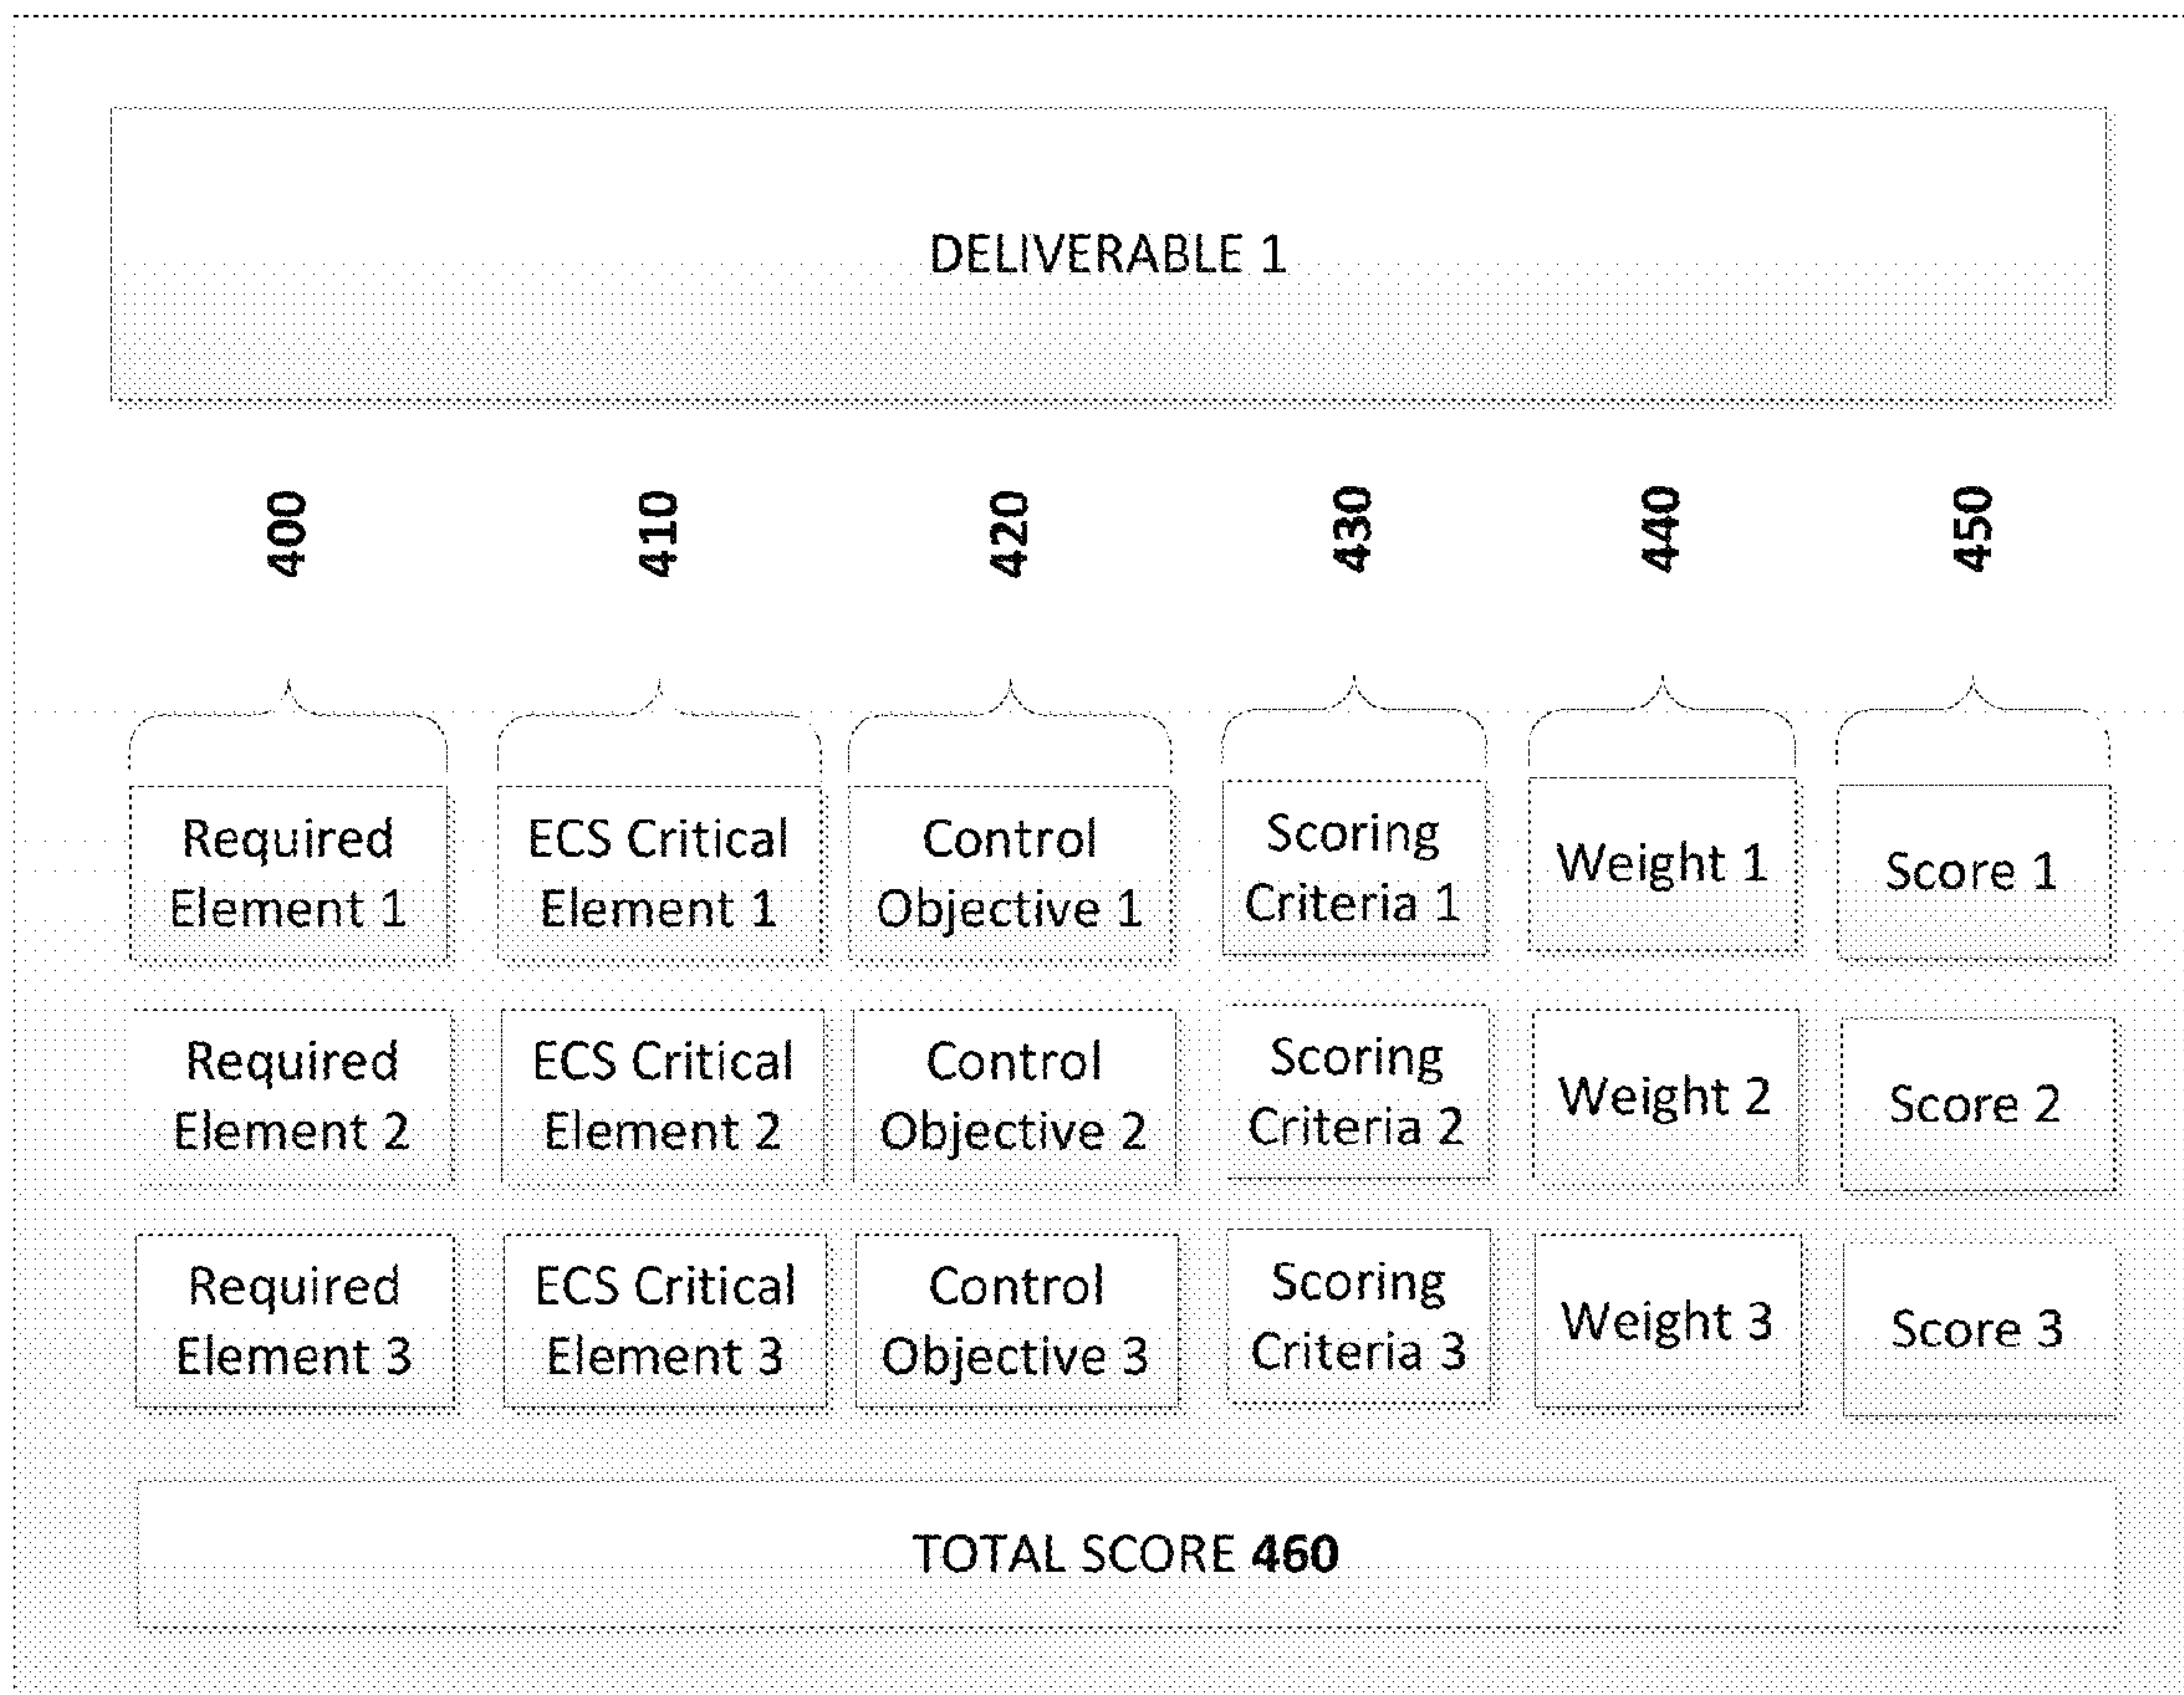 DELIVERABLE 1
400 410 420 430 440 450
Required ECS Critical Control Scoring Weight 1 Score 1
Element 1 Element 1 Objective 1 Criteria 1
Required ECS Critical Control Scoring Weight 2 Score 2
Element 2 Element 2 Objective 2 Criteria 2
Required ECS Critical Control Scoring Weight 3 Score 3
Element 3 Element 3 Objective 3 Criteria 3
TOTAL SCORE 460